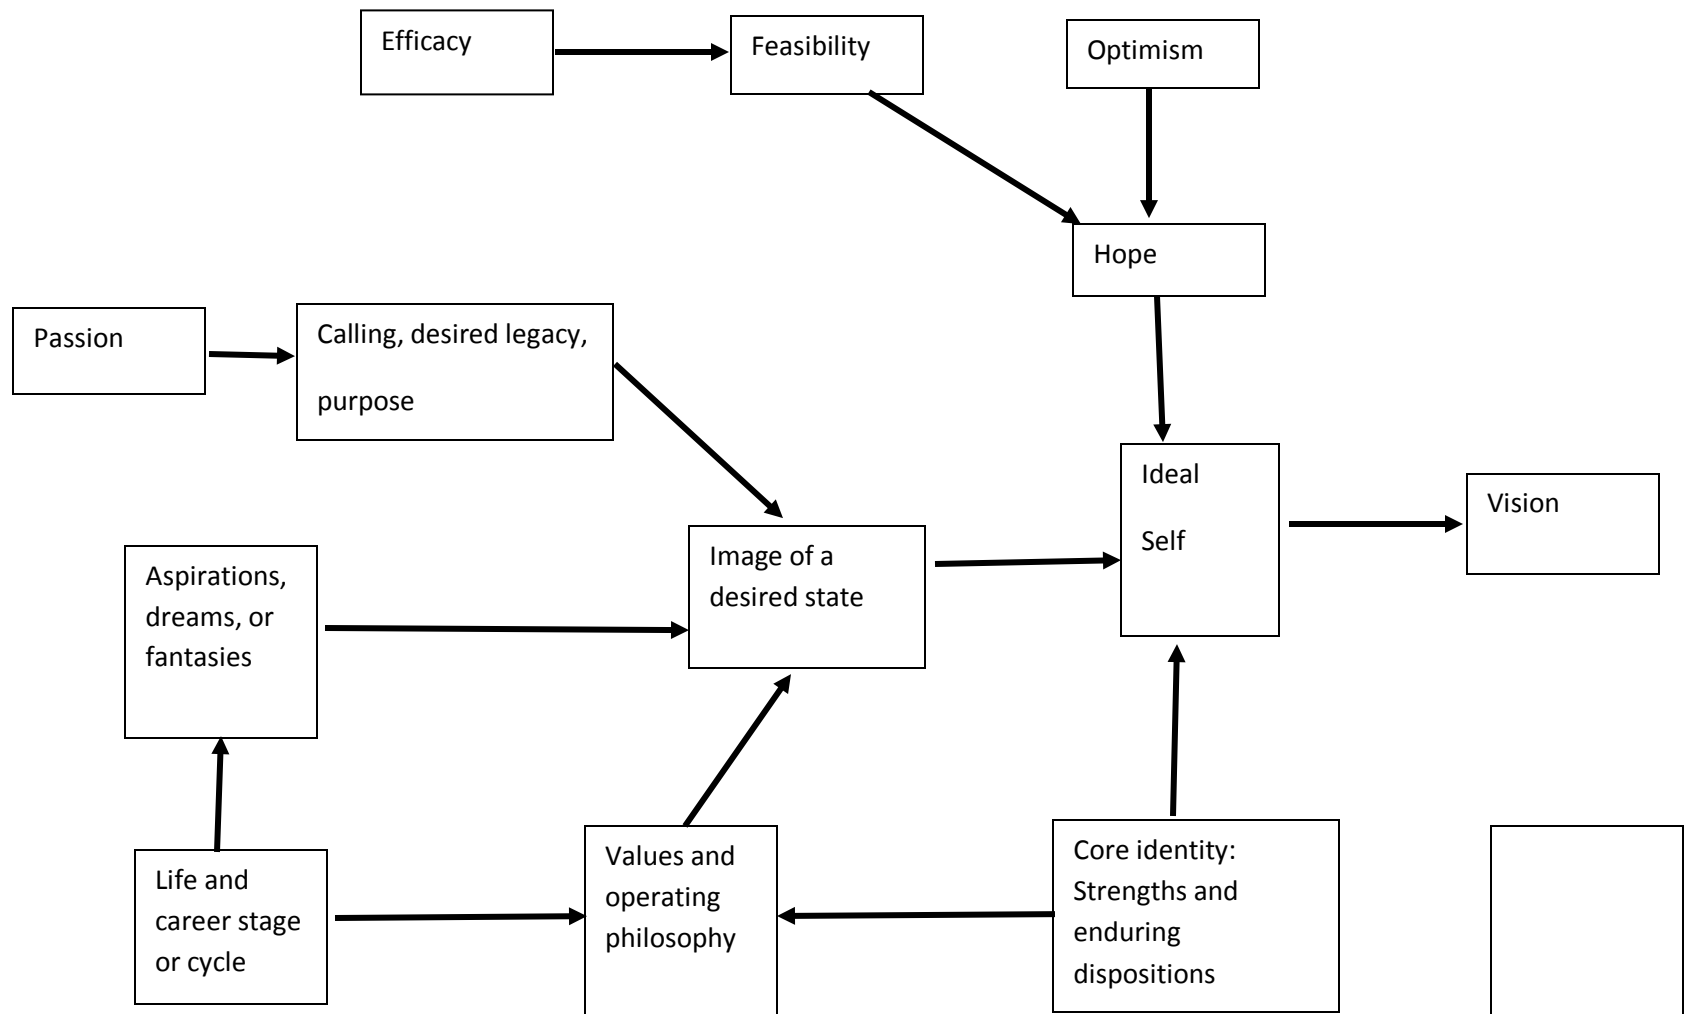 Efficacy
Feasibility
Optimism
Hope
Passion
Calling, desired legacy,
purpose
Ideal
Self
Vision
Image of a
desired state
Aspirations,
dreams, or
fantasies
Life and
career stage
or cycle
Values and
operating
philosophy
Core identity:
Strengths and
enduring
dispositions